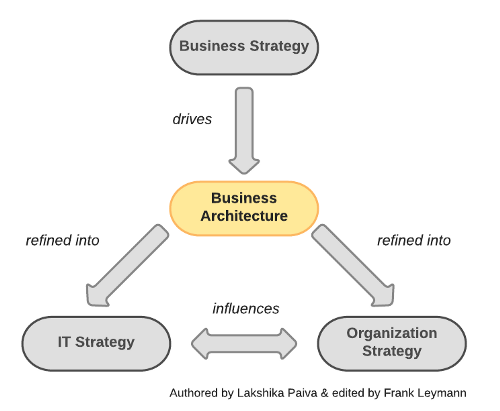 Business Strategy
drives
Business
Architecture
refined into
refined into
influences
IT Strategy
Organization
Strategy
Authored by Lakshika Paiva & edited by Frank Leymann